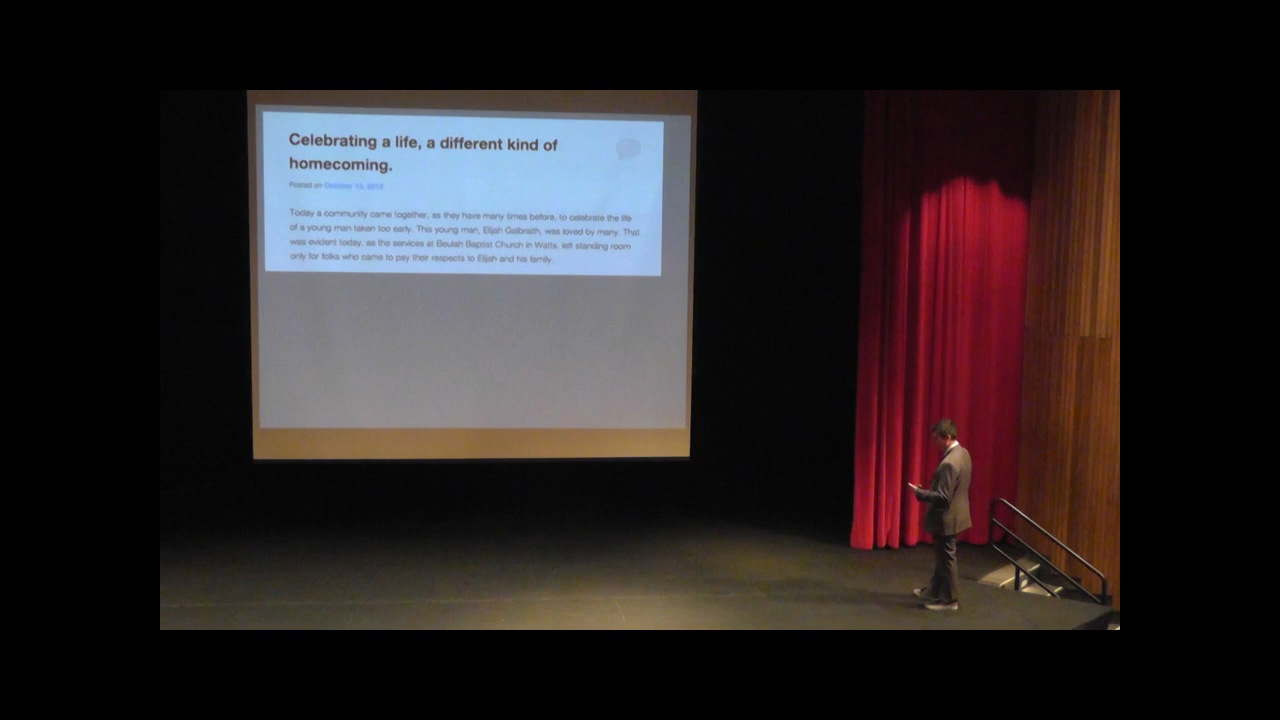 Celebrating a life, a different kind of
homecoming.
Posted on October 13, 2012
Today a community came together, as they have many times before, to celebrate the life
of a young man taken too early. This young man, Elijah Galbraith, was loved by many. That
was evident today, as the services at Beulah Baptist Church in Watts, left standing room
only for folks who came to pay their respects to Elijah and his family.